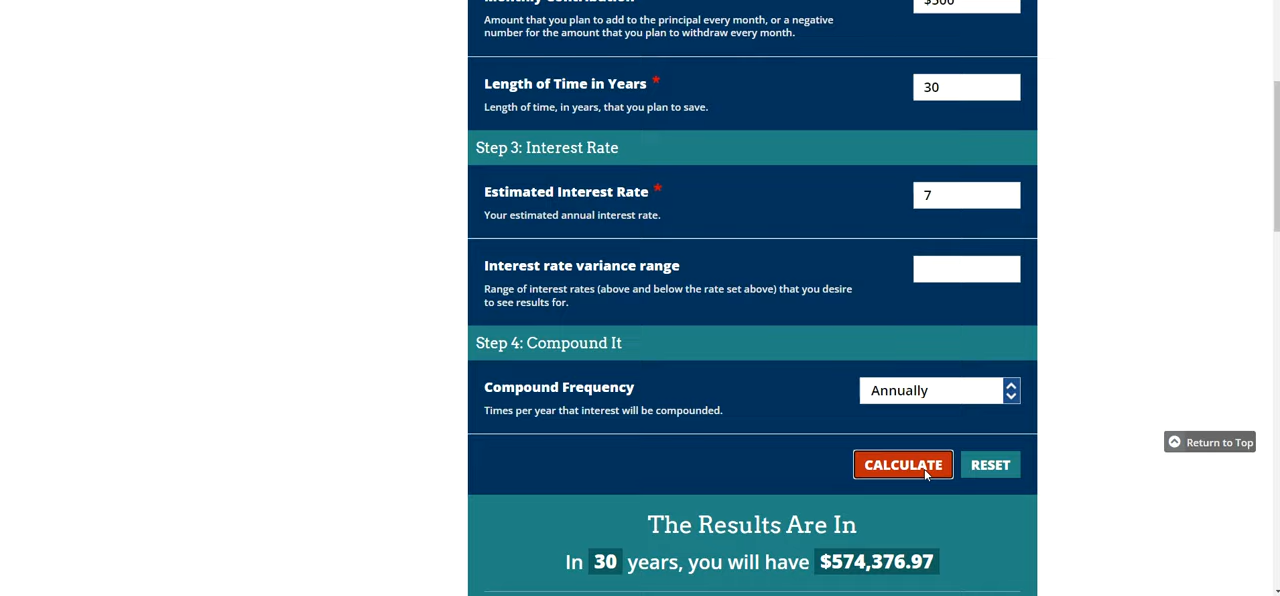 Monthly Contribution
$500
Amount that you plan to add to the principal every month, or a negative
number for the amount that you plan to withdraw every month.
Length of Time in Years *
30
Length of time, in years, that you plan to save.
Step 3: Interest Rate
Estimated Interest Rate *
7
Your estimated annual interest rate.
Interest rate variance range
Range of interest rates (above and below the rate set above) that you desire
to see results for.
Step 4: Compound It
Compound Frequency
Annually
Times per year that interest will be compounded.
Return to Top
CALCULATE RESET
The Results Are In
In 30 years, you will have $574,376.97